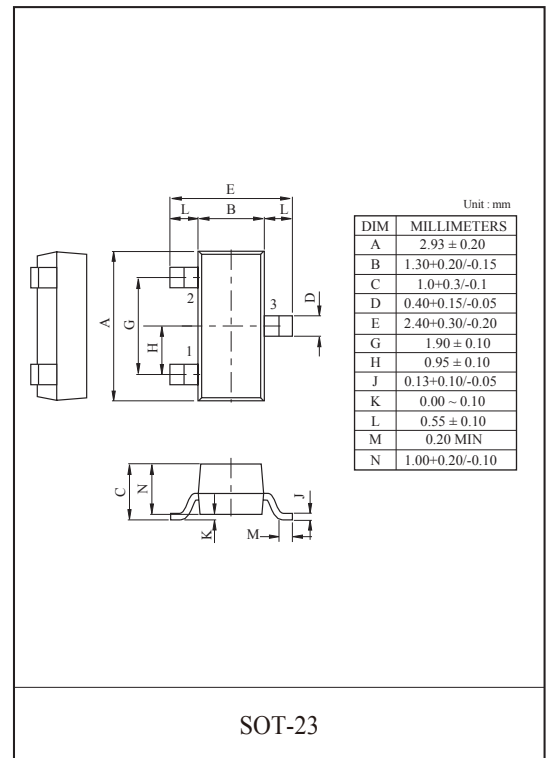 E
L B L
2
3
D
A
G
H
1
C
N
J
K
M
Unit : mm
DIM MILLIMETERS
A 2.93 ± 0.20
B 1.30+0.20/-0.15
C 1.0+0.3/-0.1
D 0.40+0.15/-0.05
E 2.40+0.30/-0.20
G 1.90 ± 0.10
H 0.95 ± 0.10
J 0.13+0.10/-0.05
K 0.00 ~ 0.10
L 0.55 ± 0.10
M 0.20 MIN
N 1.00+0.20/-0.10
SOT-23